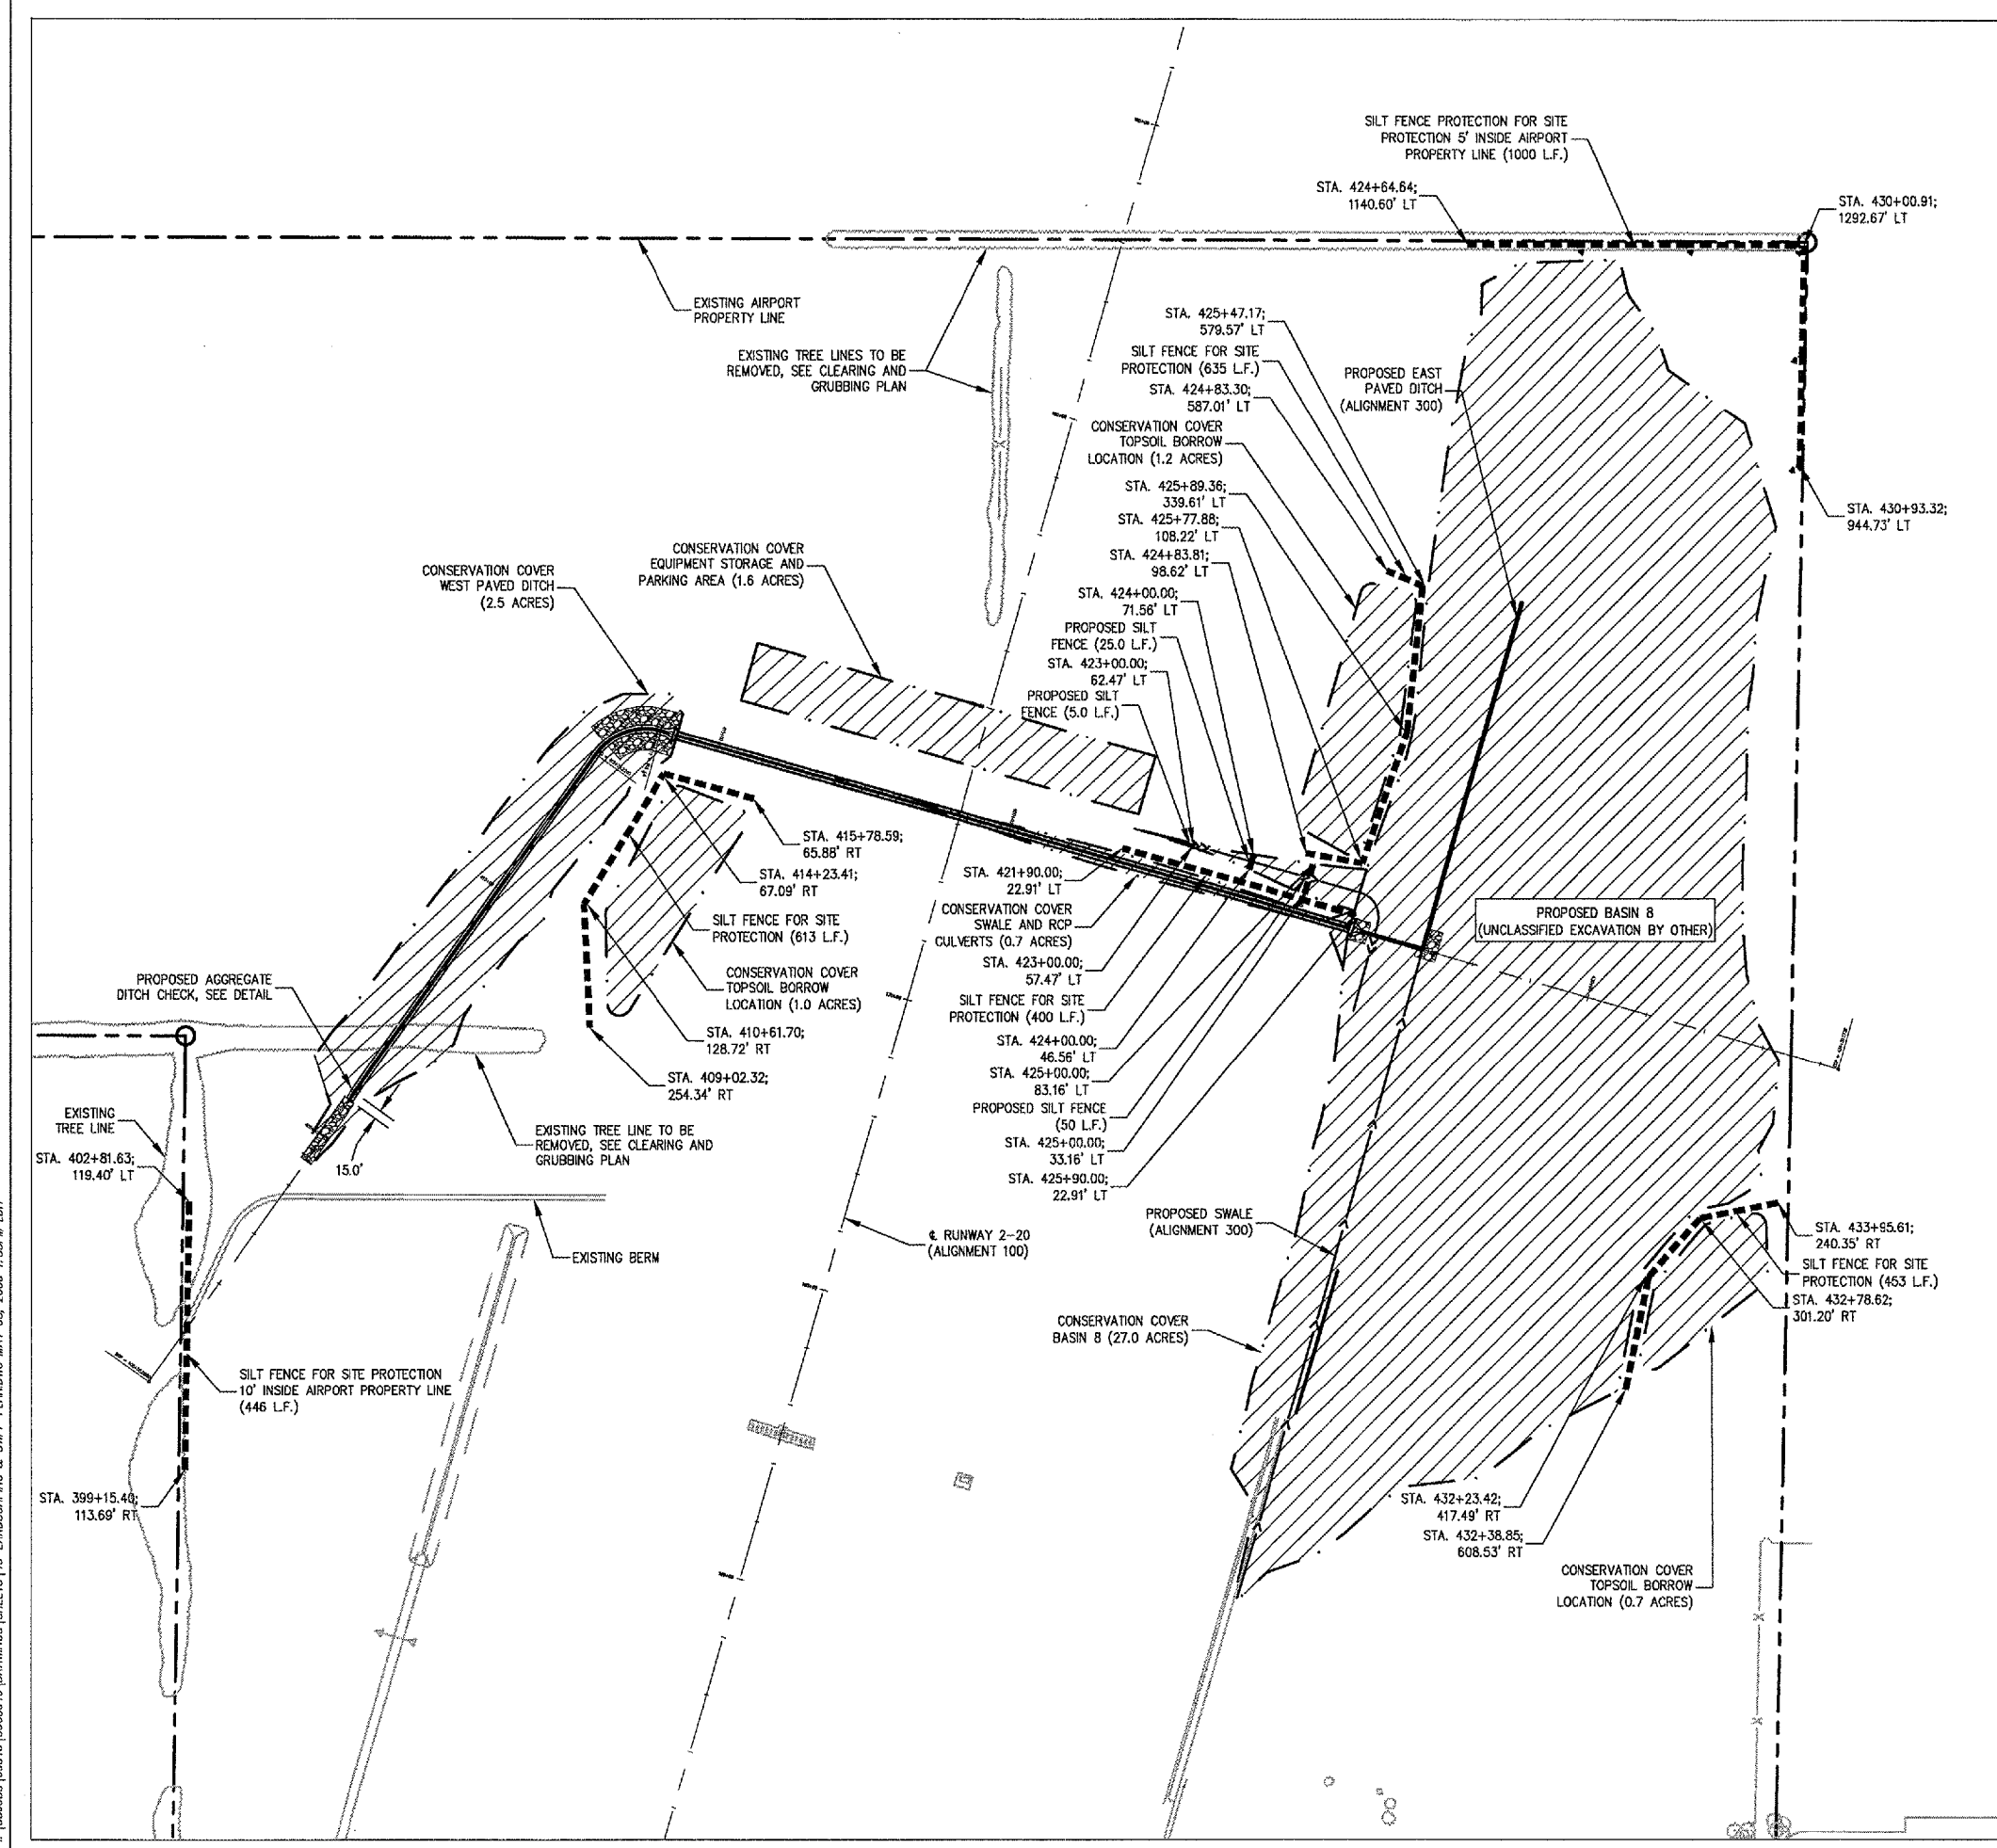 SILT FENCE PROTECTION FOR SITE
PROTECTION 5' INSIDE AIRPORT
PROPERTY LINE (1000 L.F.)
STA. 424+64.64;
1140.60' LT
STA. 430+00.91;
1292.67' LT
EXISTING AIRPORT
PROPERTY LINE
EXISTING TREE LINES TO BE
REMOVED, SEE CLEARING AND
GRUBBING PLAN
STA. 425+47.17;
579.57' LT
SILT FENCE FOR SITE
PROTECTION (635 L.F.)
STA. 424+83.30;
587.01' LT
PROPOSED EAST
PAVED DITCH
(ALIGNMENT 300)
CONSERVATION COVER
TOPSOIL BORROW
LOCATION (1.2 ACRES)
STA. 425+89.36;
339.61' LT
STA. 425+77.88;
108.22' LT
STA. 424+83.81;
98.62' LT
STA. 430+93.32;
944.73' LT
CONSERVATION COVER
EQUIPMENT STORAGE AND
PARKING AREA (1.6 ACRES)
CONSERVATION COVER
WEST PAVED DITCH
(2.5 ACRES)
STA. 424+00.00;
71.56' LT
PROPOSED SILT
FENCE (25.0 L.F.)
STA. 423+00.00;
62.47' LT
PROPOSED SILT
FENCE (5.0 L.F.)
STA. 415+78.59;
65.88' RT
STA. 414+23.41;
67.09' RT
SILT FENCE FOR SITE
PROTECTION (613 L.F.)
CONSERVATION COVER
TOPSOIL BORROW
LOCATION (1.0 ACRES)
STA. 410+61.70;
128.72' RT
STA. 409+02.32;
254.34' RT
STA. 421+90.00;
22.91' LT
CONSERVATION COVER
SWALE AND RCP
CULVERTS (0.7 ACRES)
STA. 423+00.00;
57.47' LT
SILT FENCE FOR SITE
PROTECTION (400 L.F.)
STA. 424+00.00;
46.56' LT
STA. 425+00.00;
83.16' LT
PROPOSED SILT FENCE
(50 L.F.)
STA. 425+00.00;
33.16' LT
STA. 425+90.00;
22.91' LT
PROPOSED BASIN 8
(UNCLASSIFIED EXCAVATION BY OTHER)
PROPOSED AGGREGATE
DITCH CHECK, SEE DETAIL
EXISTING
TREE LINE
STA. 402+81.63;
119.40' LT
15.0'
EXISTING TREE LINE TO BE
REMOVED, SEE CLEARING AND
GRUBBING PLAN
EXISTING BERM
℄ RUNWAY 2-20
(ALIGNMENT 100)
PROPOSED SWALE
(ALIGNMENT 300)
STA. 433+95.61;
240.35' RT
SILT FENCE FOR SITE
PROTECTION (453 L.F.)
STA. 432+78.62;
301.20' RT
CONSERVATION COVER
BASIN 8 (27.0 ACRES)
SILT FENCE FOR SITE PROTECTION
10' INSIDE AIRPORT PROPERTY LINE
(446 L.F.)
STA. 399+15.40;
113.69' RT
STA. 432+23.42;
417.49' RT
STA. 432+38.85;
608.53' RT
CONSERVATION COVER
TOPSOIL BORROW
LOCATION (0.7 ACRES)
X
X
X